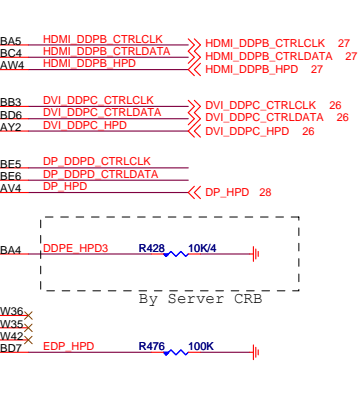 BA5 HDMI_DDPB_CTRLCLK HDMI_DDPB_CTRLCLK 27
BC4 HDMI_DDPB_CTRLDATA HDMI_DDPB_CTRLDATA 27
AW4 HDMI_DDPB_HPD HDMI_DDPB_HPD 27
BB3 DVI_DDPC_CTRLCLK DVI_DDPC_CTRLCLK 26
BD6 DVI_DDPC_CTRLDATA DVI_DDPC_CTRLDATA 26
AY2 DVI_DDPC_HPD DVI_DDPC_HPD 26
BE5 DP_DDPD_CTRLCLK
BE6 DP_DDPD_CTRLDATA
AV4 DP_HPD DP_HPD 28
BA4 DDPE_HPD3 R428 10K/4
By Server CRB
W36
W35
W42
BD7 EDP_HPD R476 100K